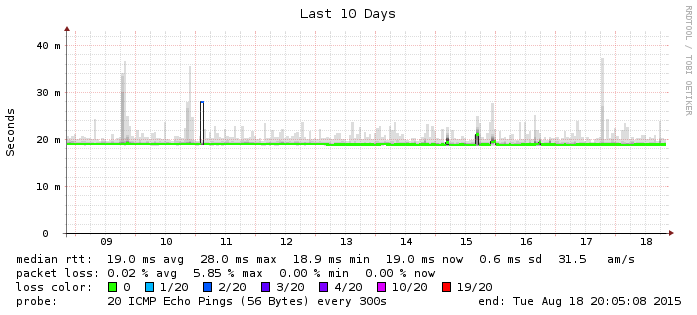 Last 10 Days
RRDTOOL / TOBI OETIKER
Seconds
40 m
30 m
20 m
10 m
0
09 10 11 12 13 14 15 16 17 18
median rtt: 19.0 ms avg 28.0 ms max 18.9 ms min 19.0 ms now 0.6 ms sd 31.5 am/s
packet loss: 0.02 % avg 5.85 % max 0.00 % min 0.00 % now
loss color: 0 1/20 2/20 3/20 4/20 10/20 19/20
probe: 20 ICMP Echo Pings (56 Bytes) every 300s end: Tue Aug 18 20:05:08 2015